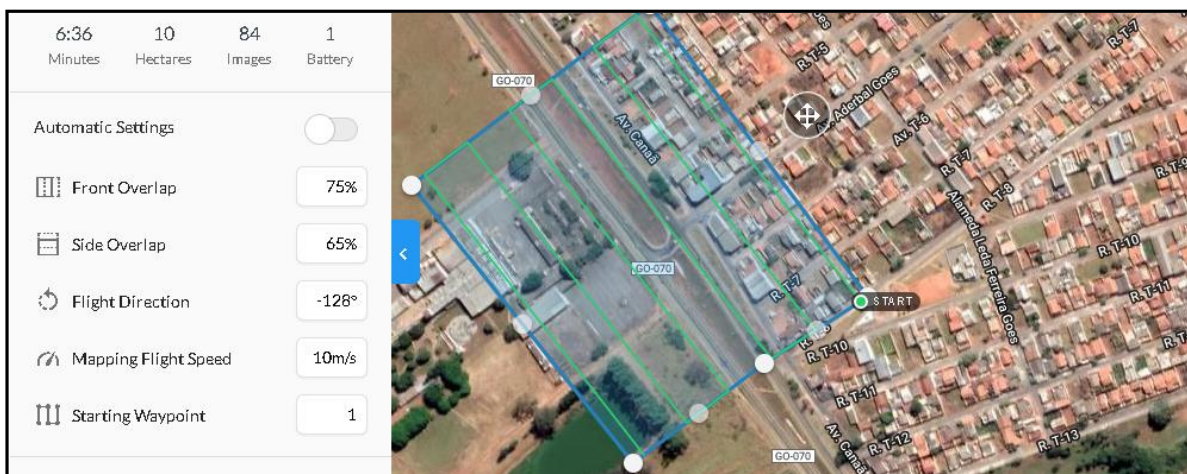 6:36 10 84 1
Minutes Hectares Images Battery
Automatic Settings
Front Overlap 75%
Side Overlap 65%
Flight Direction -128°
Mapping Flight Speed 10m/s
Starting Waypoint 1
GO-070
Av. Canaã
GO-070
R. T-7
START
R. T-10
GO-070
Av. Canaã
R. T-5
Av. Aderbal Goes
R. T-7
Av. T-6
R. T-7
R. T-8
R. T-9
Alameda Leda Ferreira Goes
R. T-10
R. T-11
R. T-11
R. T-12
R. T-13